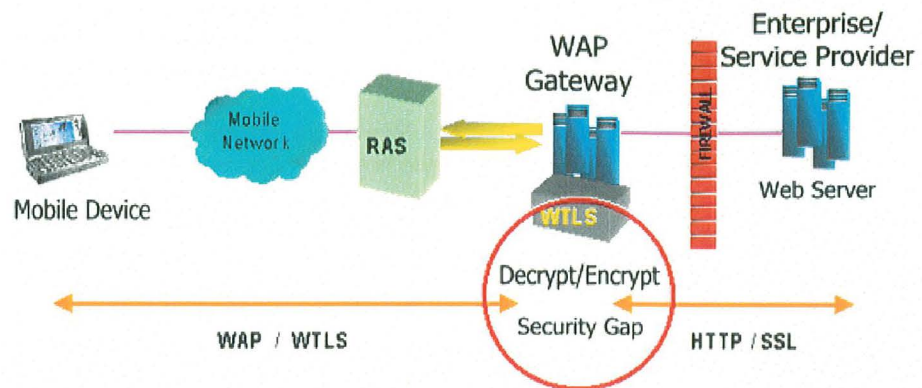 Enterprise/
Service Provider
WAP
Gateway
Mobile
Network
RAS
FIREWALL
Mobile Device
WTLS
Web Server
Decrypt/Encrypt
Security Gap
WAP / WTLS
HTTP / SSL